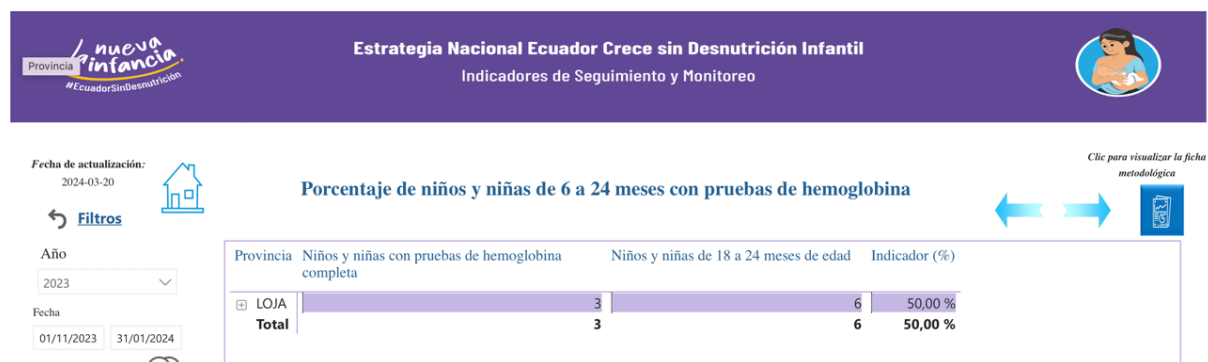 nueva
infancia
Provincia
#EcuadorSinDesnutrición
Estrategia Nacional Ecuador Crece sin Desnutrición Infantil
Indicadores de Seguimiento y Monitoreo
Fecha de actualización:
2024-03-20
Filtros
Año
2023
Fecha
01/11/2023 31/01/2024
Porcentaje de niños y niñas de 6 a 24 meses con pruebas de hemoglobina
Clic para visualizar la ficha
metodológica
Provincia Niños y niñas con pruebas de hemoglobina Niños y niñas de 18 a 24 meses de edad Indicador (%)
completa
LOJA 3 6 50,00 %
Total 3 6 50,00 %